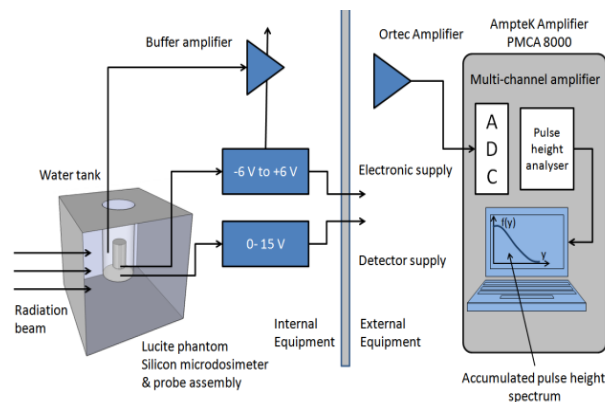 AmpteK Amplifier
PMCA 8000
Buffer amplifier
Ortec Amplifier
Multi-channel amplifier
A
D
C
Pulse
height
analyser
Water tank
-6 V to +6 V
Electronic supply
0- 15 V
Detector supply
f(y)
y
Radiation
beam
Internal
Equipment
External
Equipment
Lucite phantom
Silicon microdosimeter
& probe assembly
Accumulated pulse height
spectrum